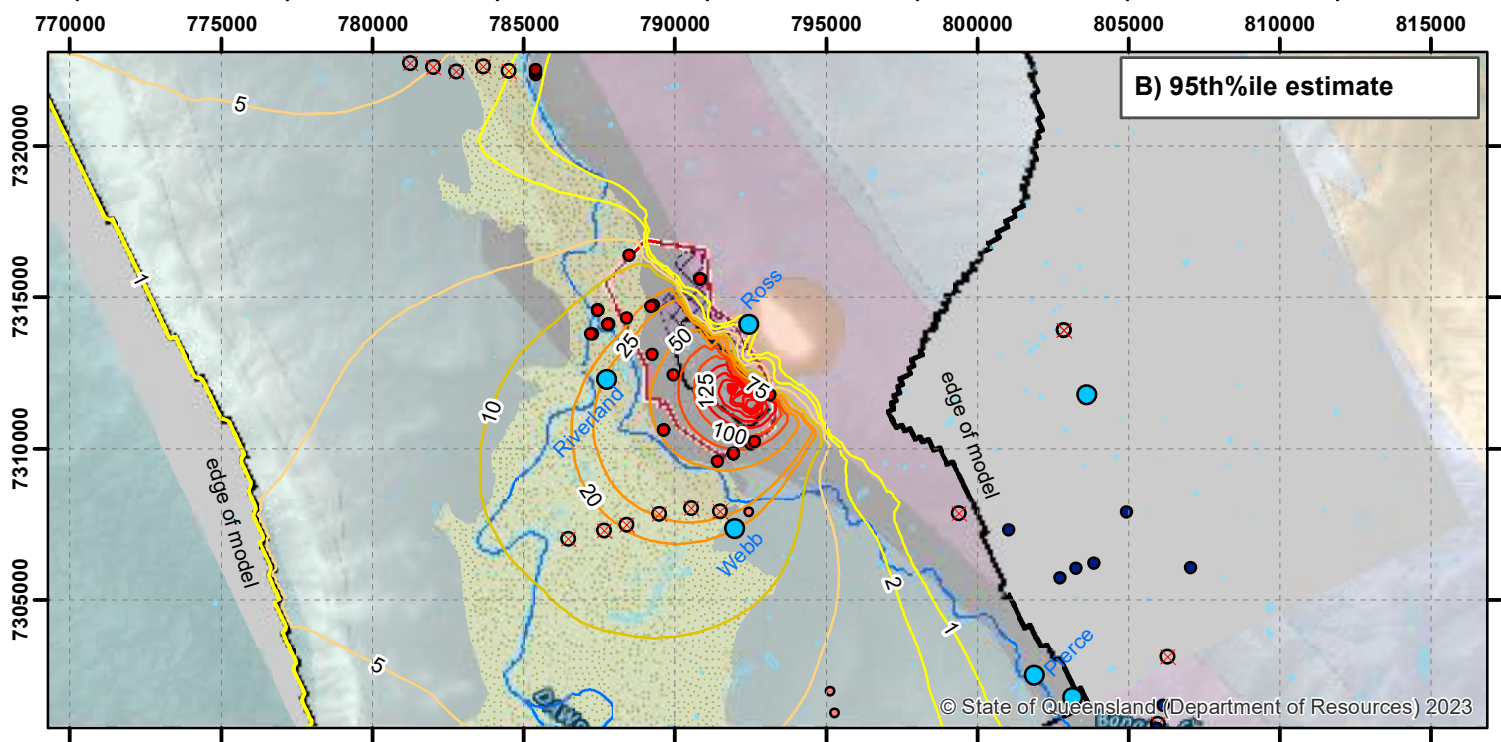 770000 775000 780000 785000 790000 795000 800000 805000 810000 815000
B) 95th%ile estimate
7320000
7315000
7310000
7305000
5
1
Ross
50
25
125
75
10
100
Riverland
edge of model
edge of model
20
Webb
2
1
5
Pierce
© State of Queensland (Department of Resources) 2023